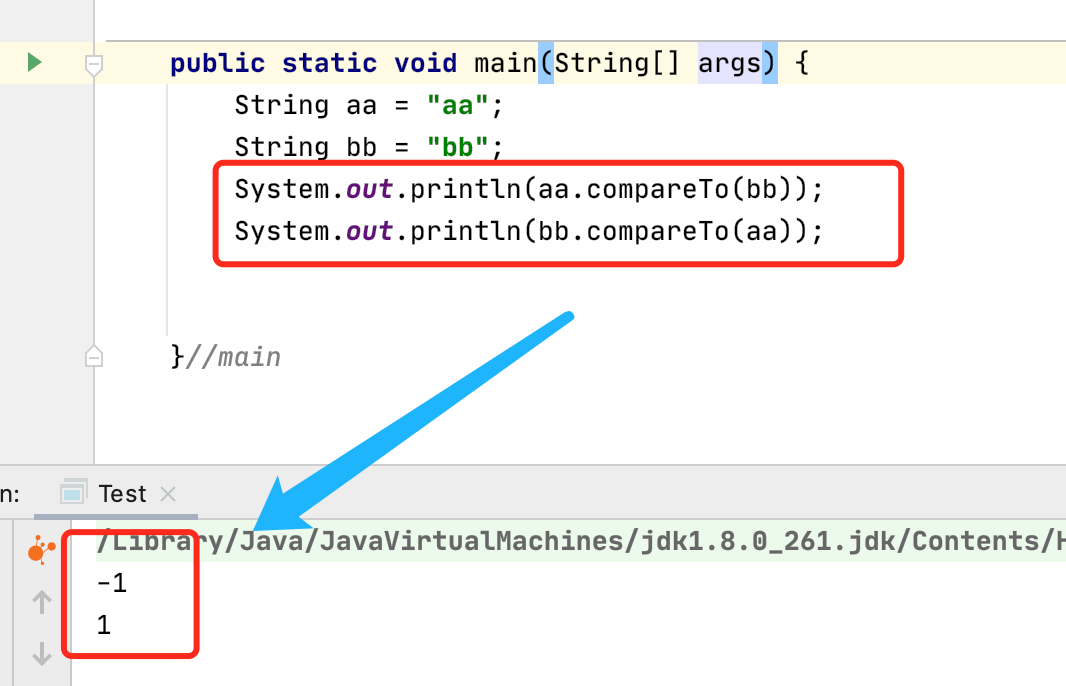 public static void main(String[] args) {
String aa = "aa";
String bb = "bb";
System.out.println(aa.compareTo(bb));
System.out.println(bb.compareTo(aa));
}//main
n: Test
/Library/Java/JavaVirtualMachines/jdk1.8.0_261.jdk/Contents/H
-1
1